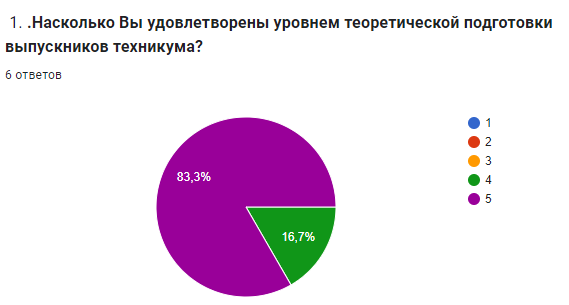 1. .Насколько Вы удовлетворены уровнем теоретической подготовки
выпускников техникума?
6 ответов
83,3%
16,7%
1
2
3
4
5